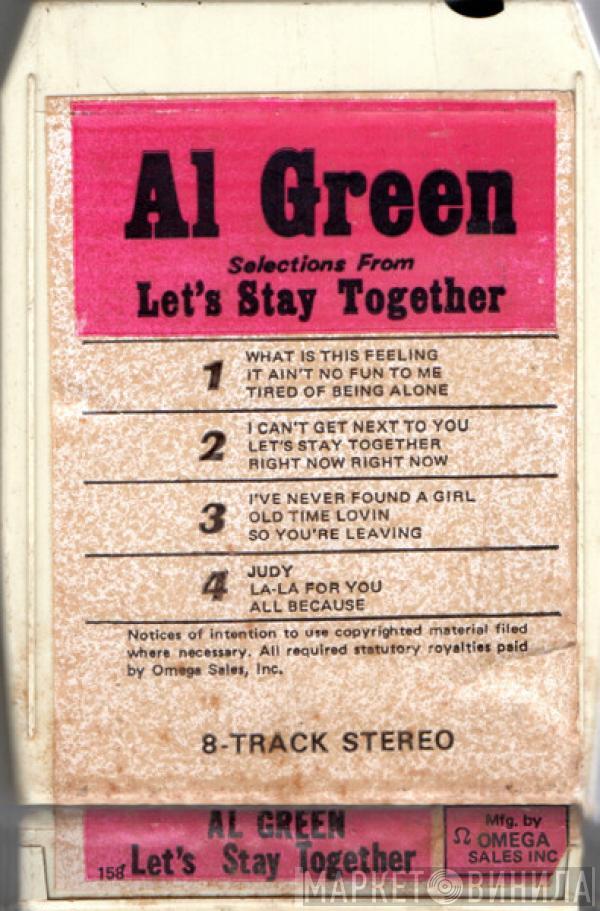 Al Green
Selections From
Let's Stay Together
1
WHAT IS THIS FEELING
IT AIN'T NO FUN TO ME
TIRED OF BEING ALONE
2
I CAN'T GET NEXT TO YOU
LET'S STAY TOGETHER
RIGHT NOW RIGHT NOW
3
I'VE NEVER FOUND A GIRL
OLD TIME LOVIN
SO YOU'RE LEAVING
4
JUDY
LA-LA FOR YOU
ALL BECAUSE
Notices of intention to use copyrighted material filed
where necessary. All required statutory royalties paid
by Omega Sales, Inc.
8-TRACK STEREO
AL GREEN
158 Let's Stay Together
Mfg. by
Ω OMEGA
SALES INC
МАРКЕТ ВИНИЛА